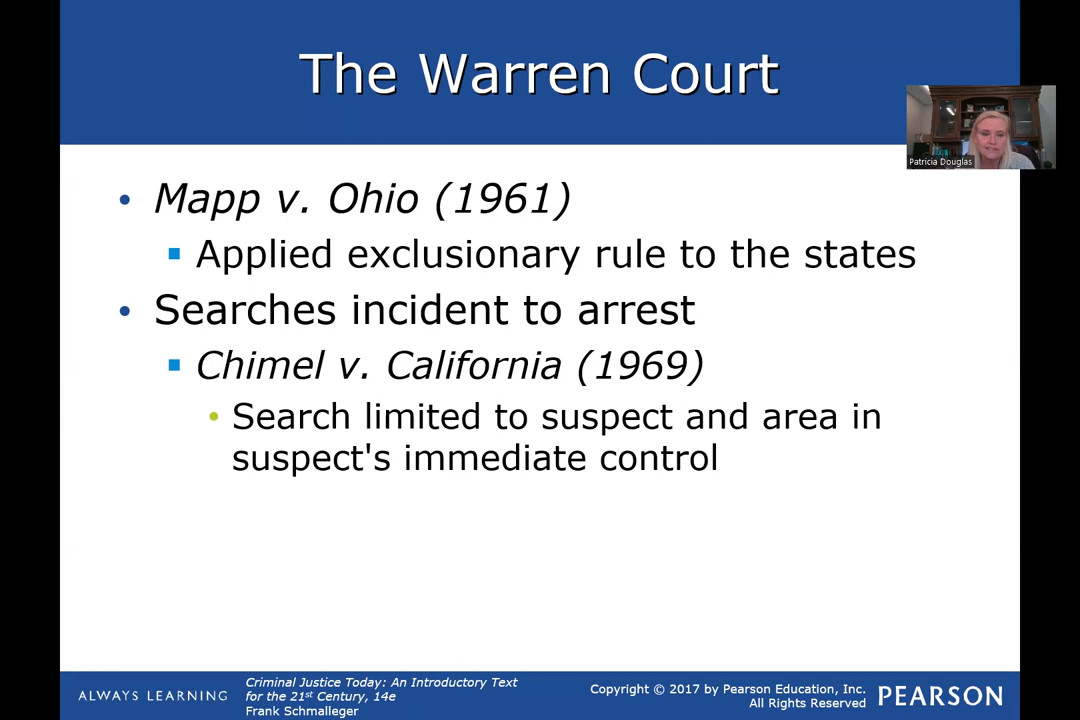 The Warren Court
Patricia Douglas
• Mapp v. Ohio (1961)
▪ Applied exclusionary rule to the states
• Searches incident to arrest
▪ Chimel v. California (1969)
• Search limited to suspect and area in
suspect's immediate control
ALWAYS LEARNING
Criminal Justice Today: An Introductory Text
for the 21st Century, 14e
Frank Schmalleger
Copyright © 2017 by Pearson Education, Inc.
All Rights Reserved
PEARSON